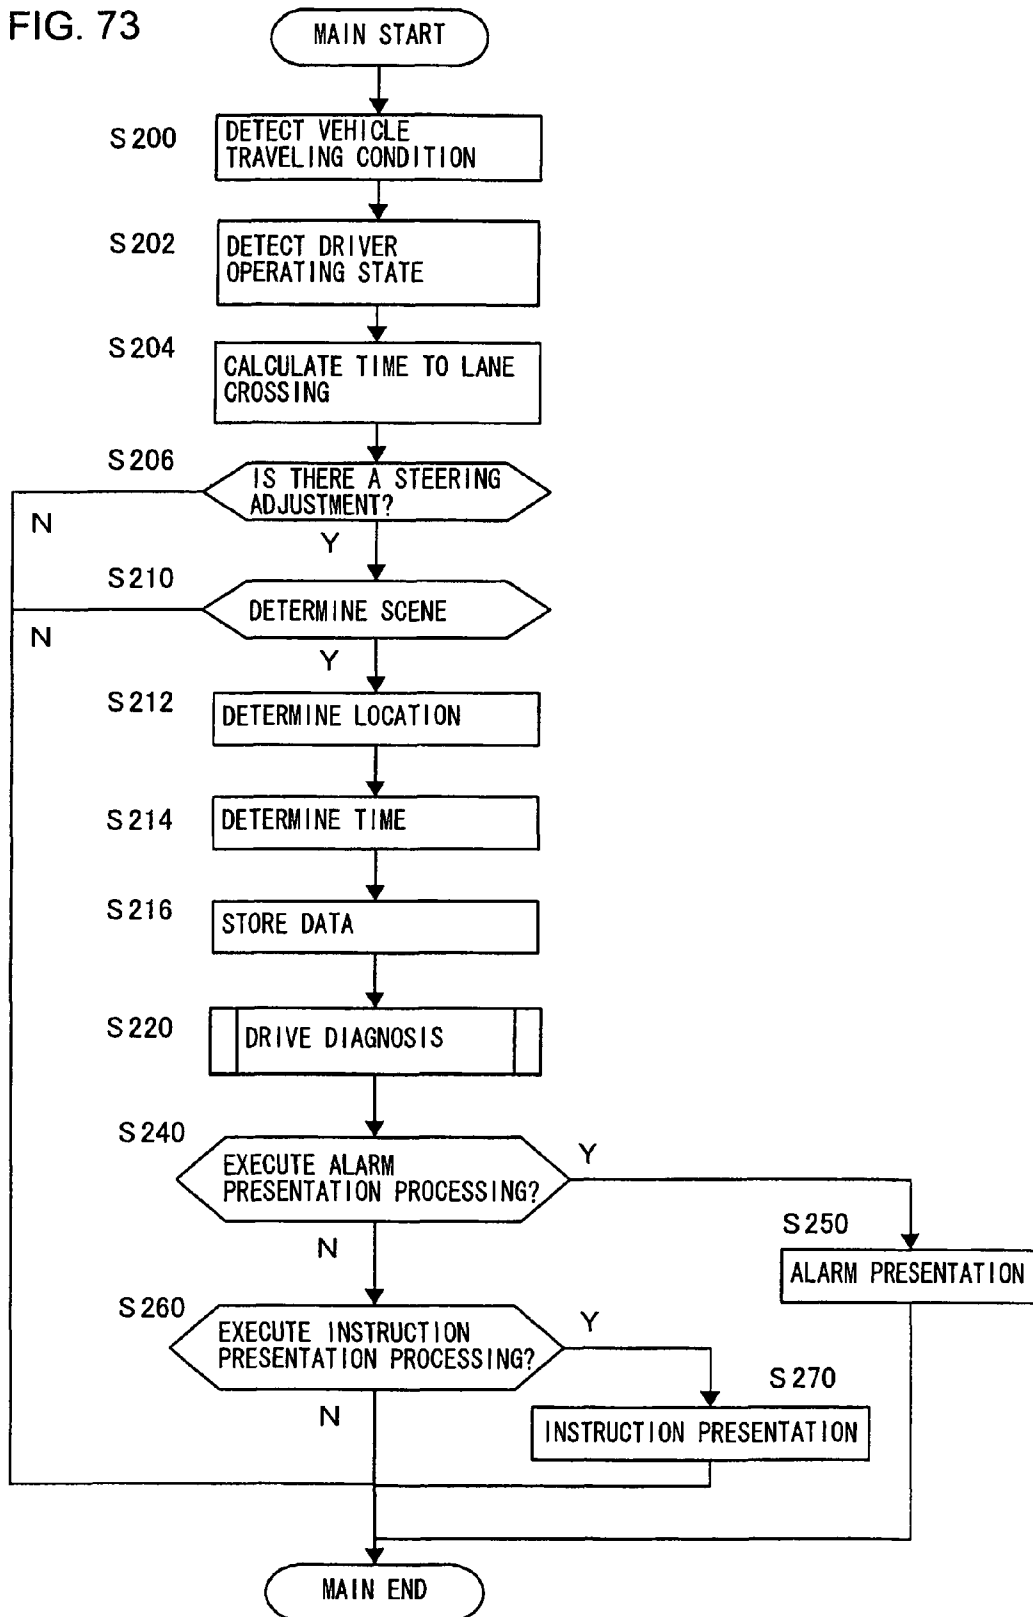 FIG. 73
MAIN START
S200
DETECT VEHICLE
TRAVELING CONDITION
S202
DETECT DRIVER
OPERATING STATE
S204
CALCULATE TIME TO LANE
CROSSING
S206
IS THERE A STEERING
ADJUSTMENT?
N
Y
S210
DETERMINE SCENE
N
Y
S212
DETERMINE LOCATION
S214
DETERMINE TIME
S216
STORE DATA
S220
DRIVE DIAGNOSIS
S240
EXECUTE ALARM
PRESENTATION PROCESSING?
Y
N
S250
ALARM PRESENTATION
S260
EXECUTE INSTRUCTION
PRESENTATION PROCESSING?
Y
N
S270
INSTRUCTION PRESENTATION
MAIN END